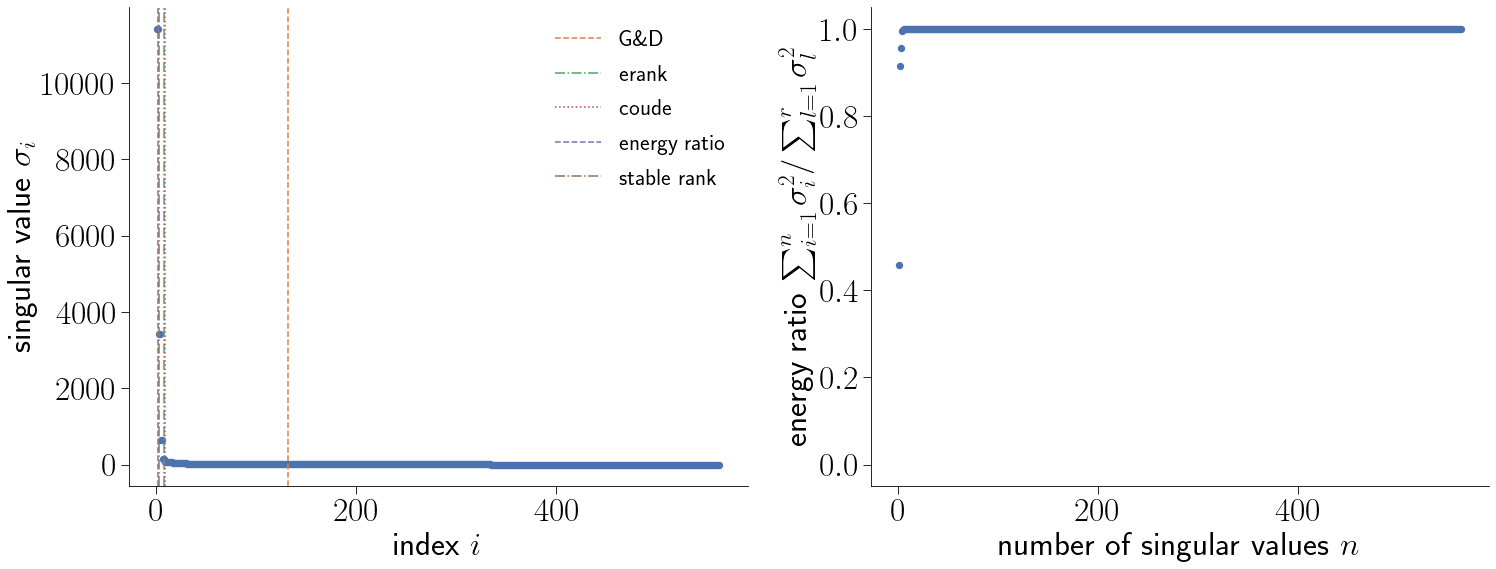 singular value σ_i
10000
8000
6000
4000
2000
0
0 200 400
index i
G&D
erank
coude
energy ratio
stable rank
energy ratio ∑_{i=1}^{n} σ_i^2 / ∑_{l=1}^{r} σ_l^2
1.0
0.8
0.6
0.4
0.2
0.0
0 200 400
number of singular values n